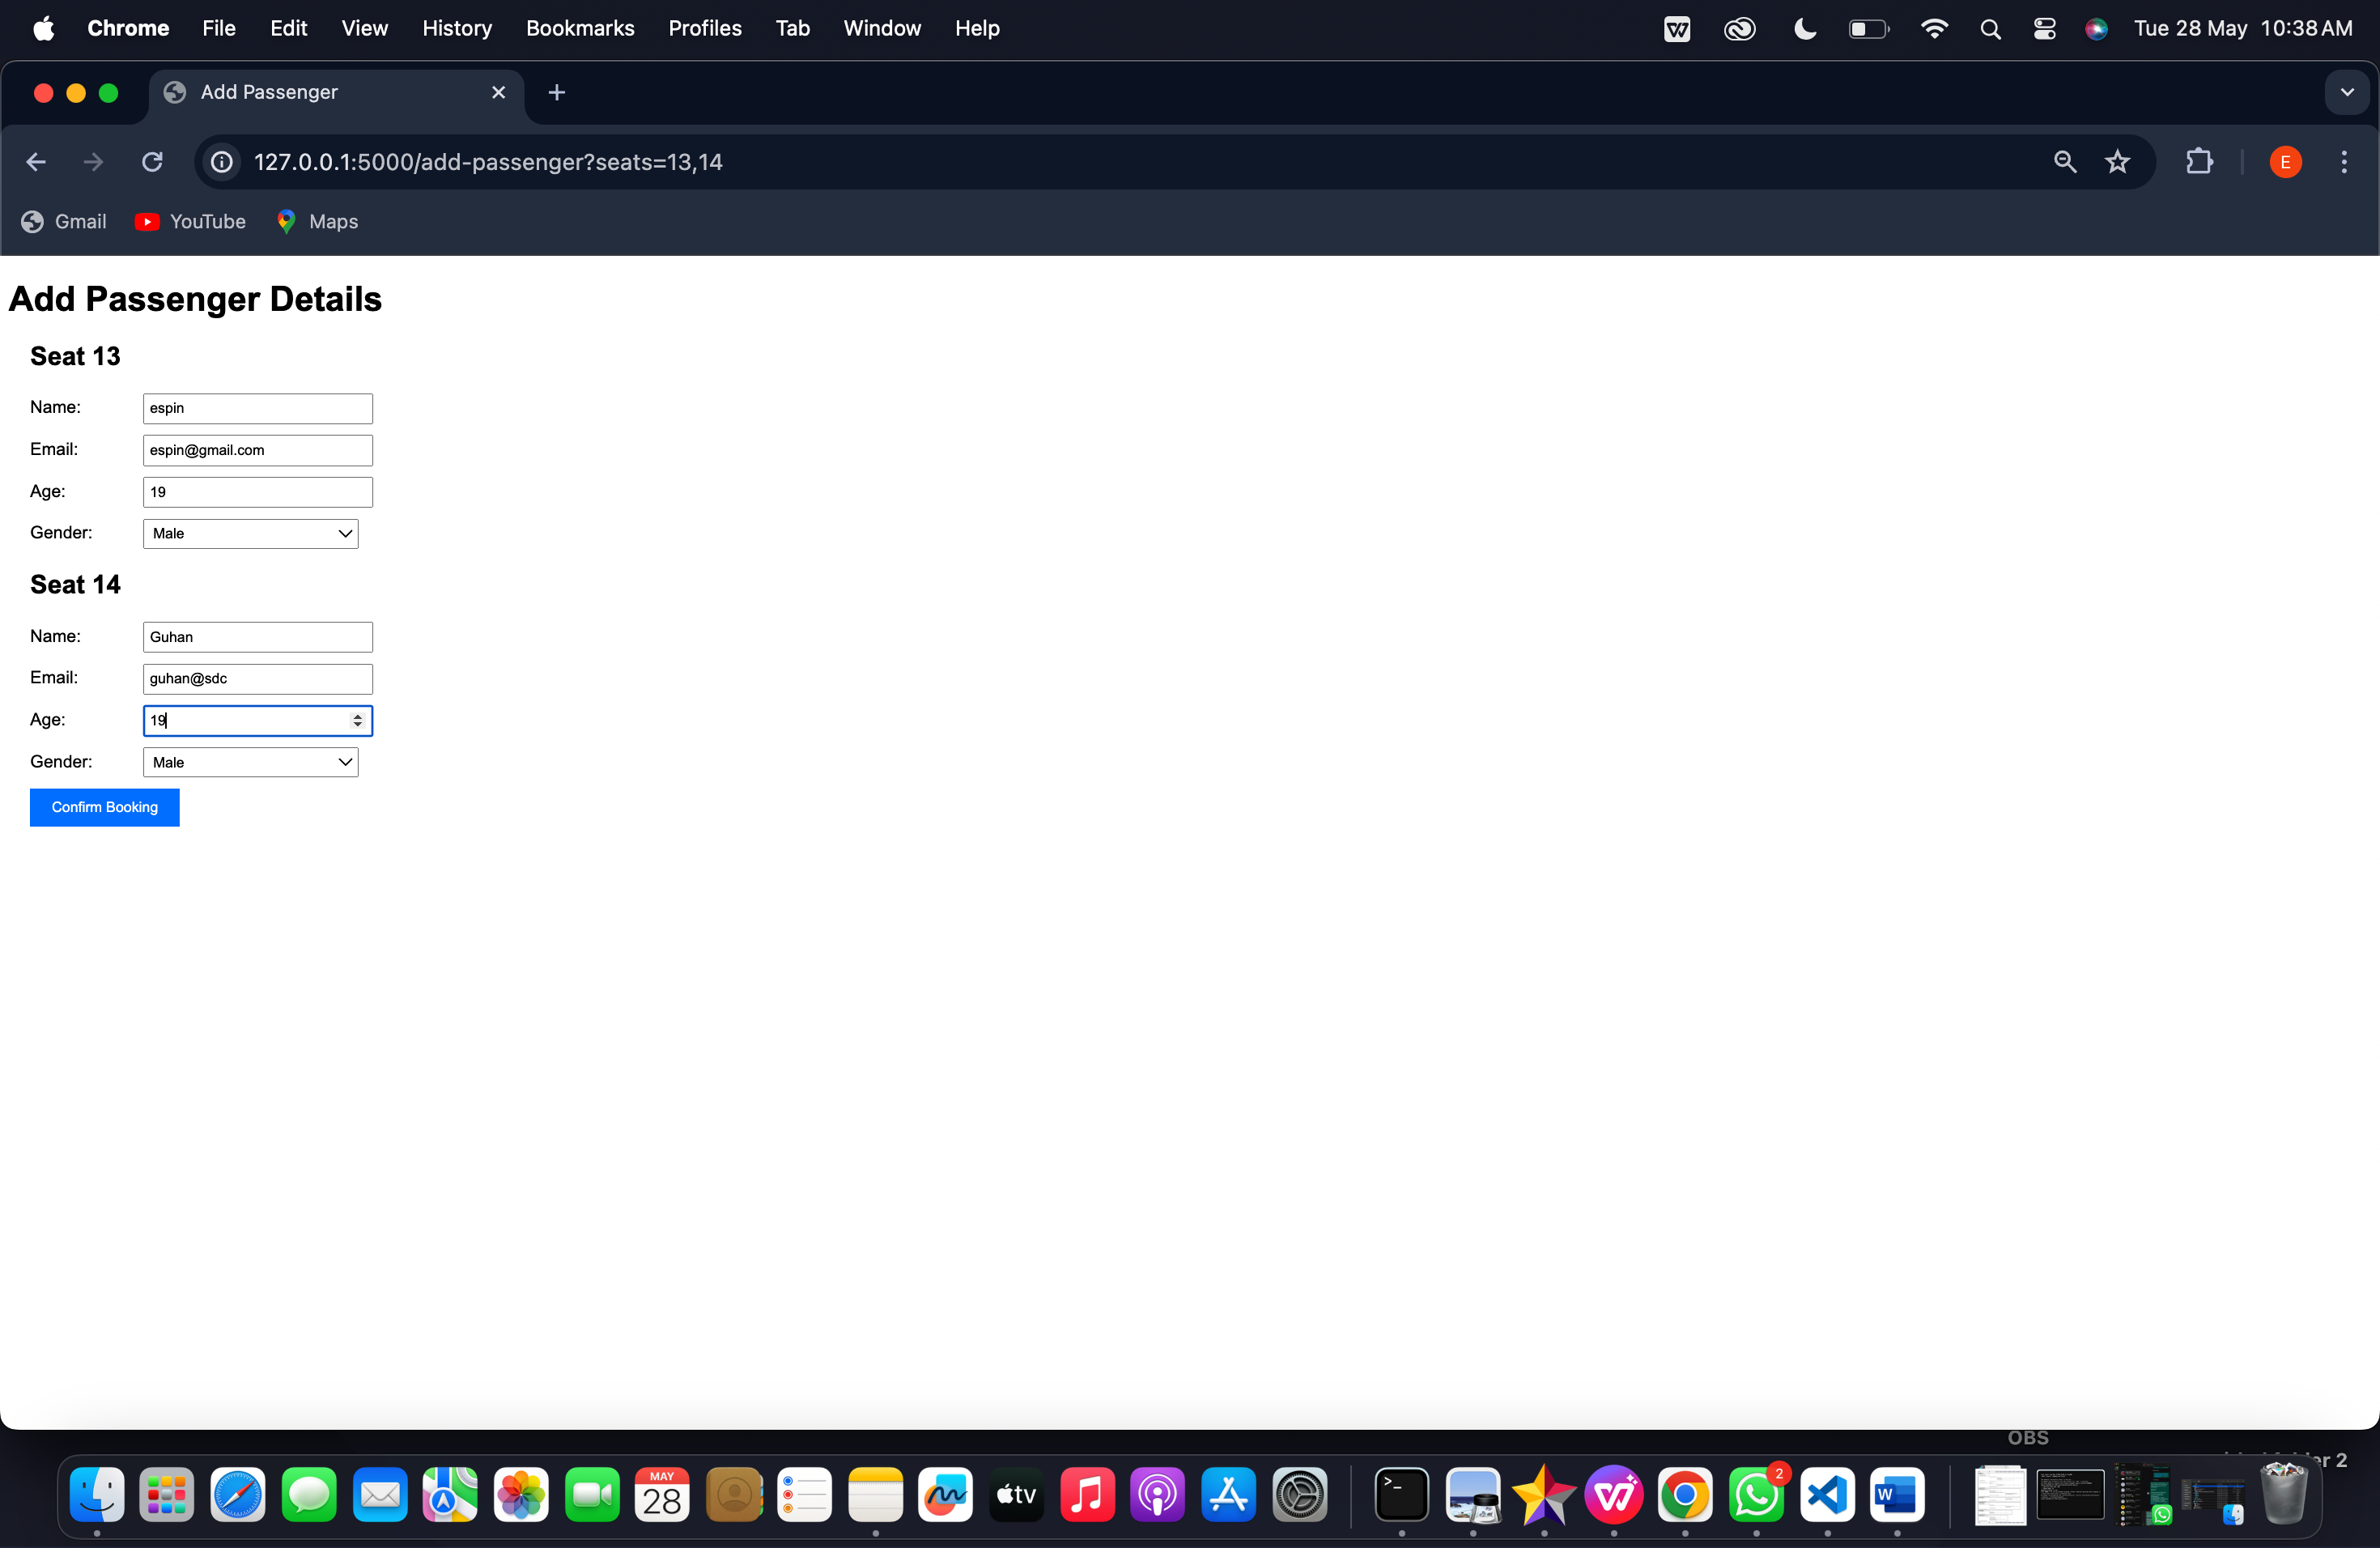 Chrome File Edit View History Bookmarks Profiles Tab Window Help Tue 28 May 10:38 AM
Add Passenger
127.0.0.1:5000/add-passenger?seats=13,14
E
Gmail YouTube Maps
Add Passenger Details
Seat 13
Name: espin
Email: espin@gmail.com
Age: 19
Gender: Male
Seat 14
Name: Guhan
Email: guhan@sdc
Age: 19
Gender: Male
Confirm Booking
OBS
er 2
MAY
28
tv
2
W